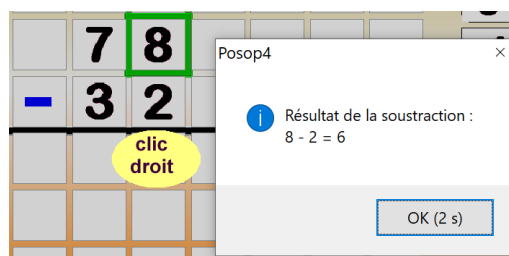 7 8
- 3 2
clic
droit
Posop4
Résultat de la soustraction :
8 - 2 = 6
OK (2 s)